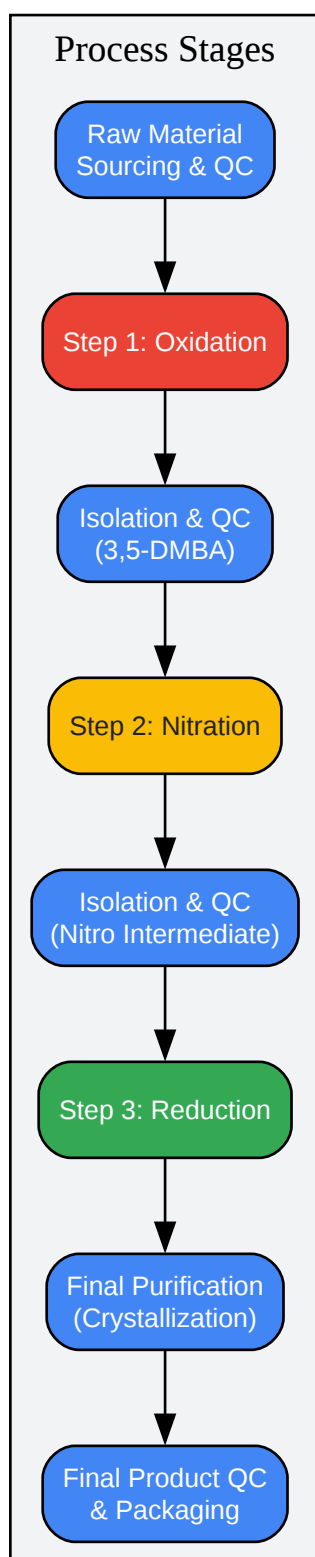 Process Stages
Raw Material
Sourcing & QC
Step 1: Oxidation
Isolation & QC
(3,5-DMBA)
Step 2: Nitration
Isolation & QC
(Nitro Intermediate)
Step 3: Reduction
Final Purification
(Crystallization)
Final Product QC
& Packaging